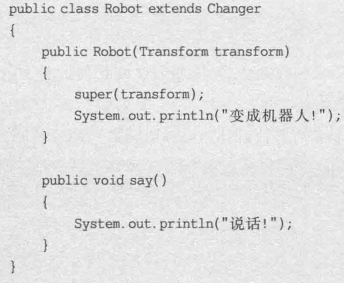 public class Robot extends Changer
{
    public Robot(Transform transform)
    {
        super(transform);
        System.out.println("变成机器人!");
    }

    public void say()
    {
        System.out.println("说话!");
    }
}